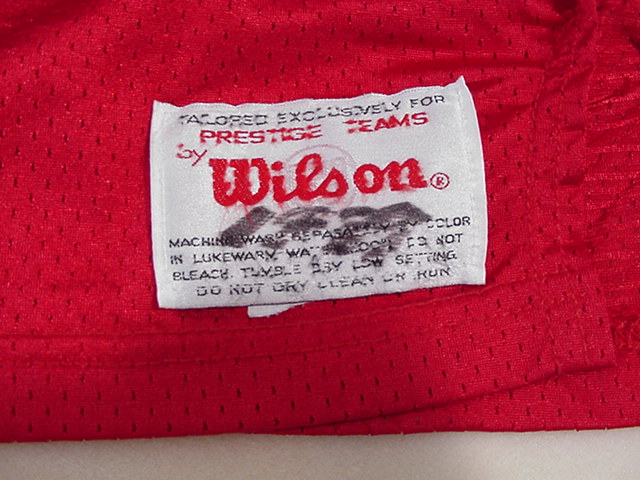 TAILORED EXCLUSIVELY FOR
PRESTIGE TEAMS
by
Wilson®
MACHINE WASH SEPARATELY BY COLOR
IN LUKEWARM WATER DO NOT
BLEACH. TUMBLE DRY LOW SETTING
DO NOT DRY CLEAN OR IRON